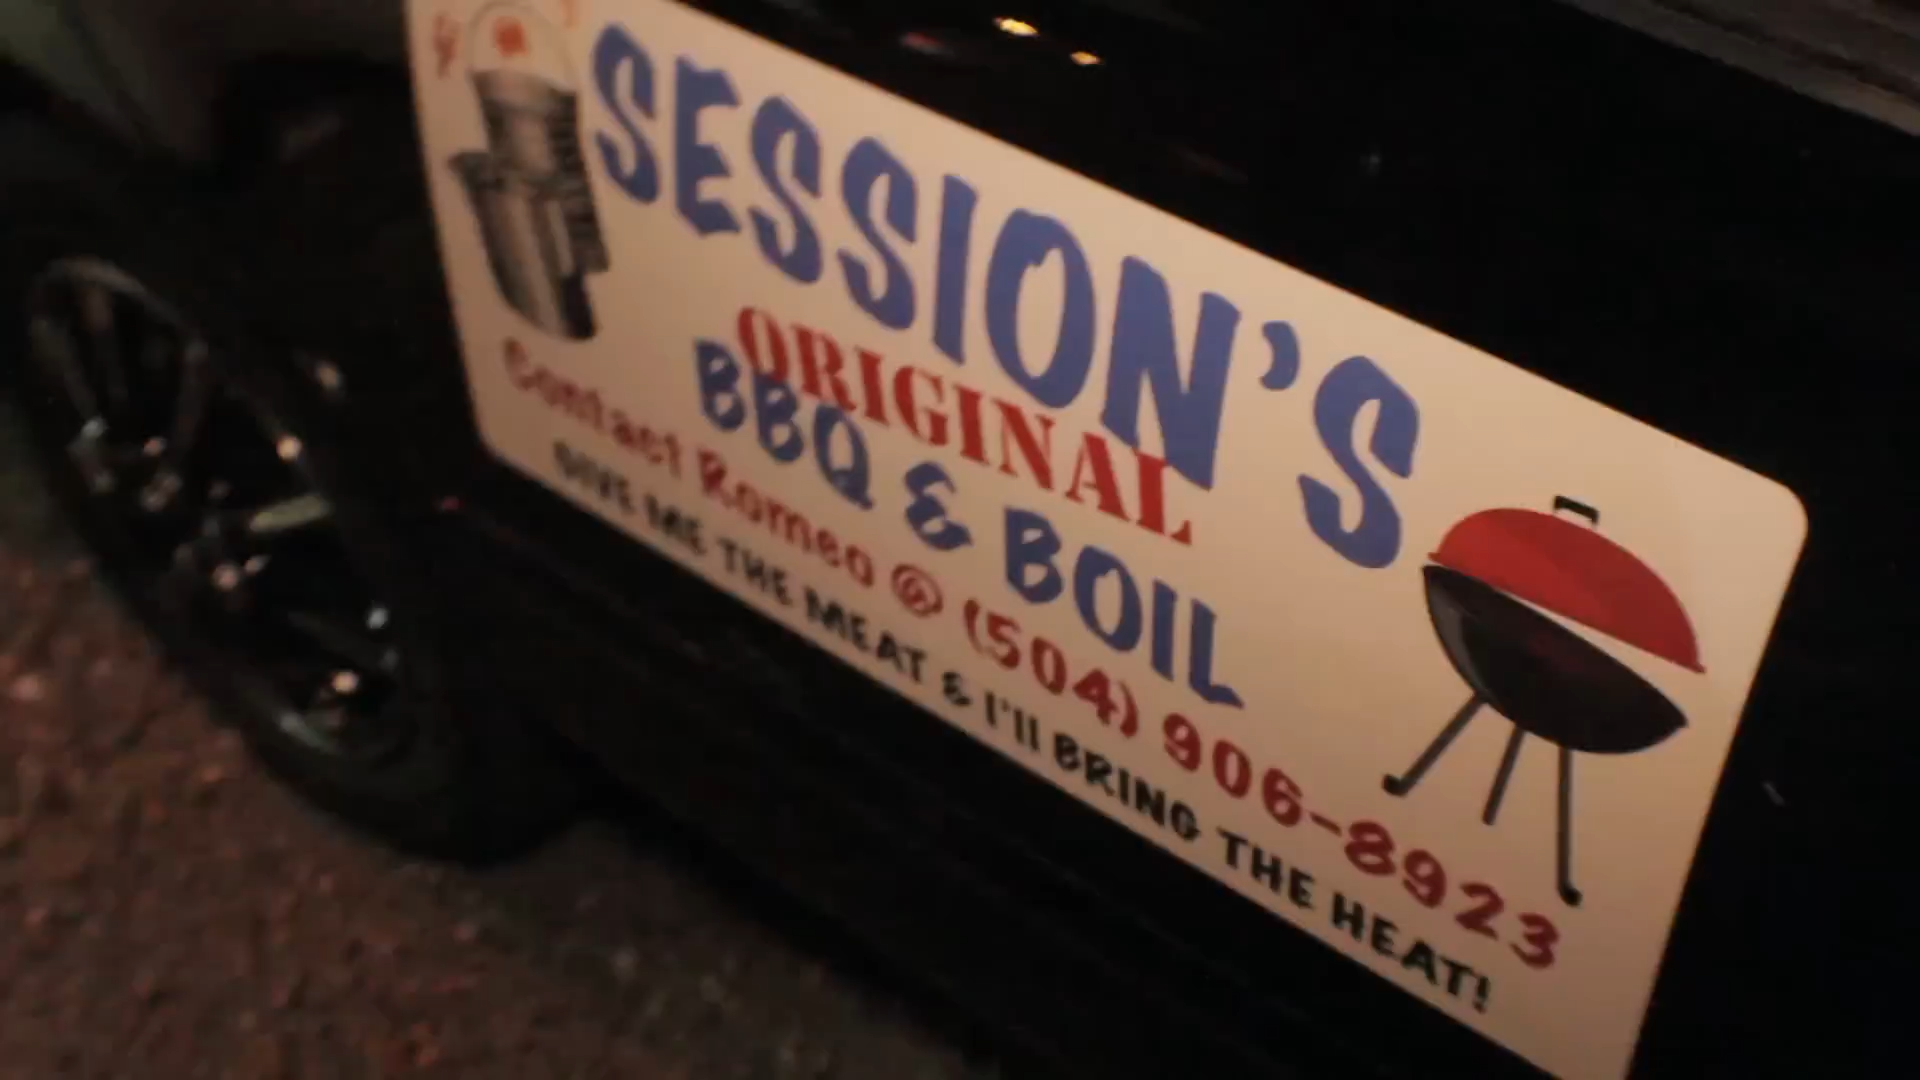 SESSION'S
ORIGINAL
BBQ & BOIL
Contact Romeo @ (504) 906-8923
GIVE ME THE MEAT & I'll BRING THE HEAT!